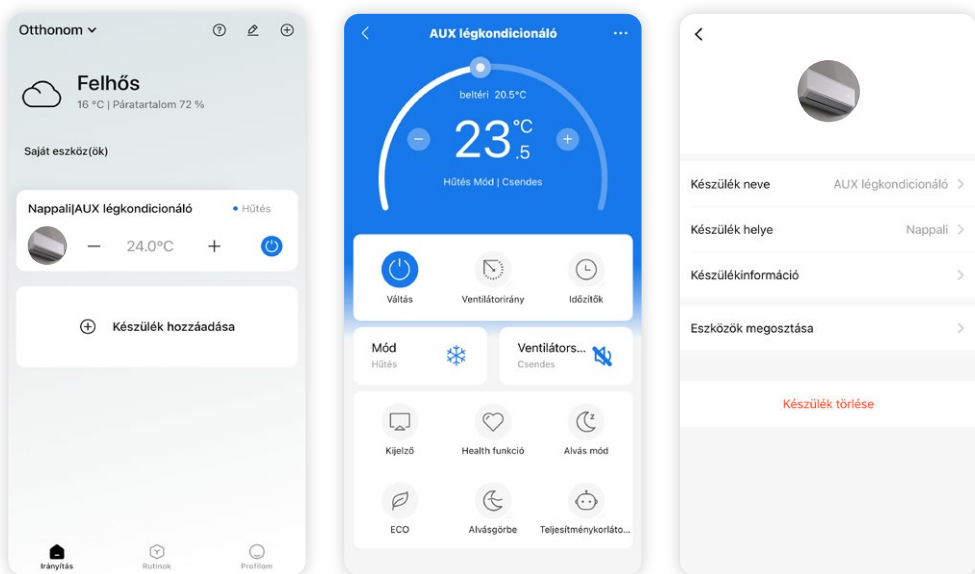 Otthonom
Felhős
16 °C | Páratartalom 72 %
Saját eszköz(ök)
Nappali|AUX légkondicionáló
Hűtés
24.0°C
Készülék hozzáadása
Irányítás
Rutinok
Profilom
AUX légkondicionáló
beltéri 20.5°C
23.5°C
Hűtés Mód | Csendes
Váltás
Ventilátorirány
Időzítők
Mód
Hűtés
Ventilátors...
Csendes
Kijelző
Health funkció
Alvás mód
ECO
Alvásgörbe
Teljesítménykorláto...
Készülék neve
AUX légkondicionáló
Készülék helye
Nappali
Készülékinformáció
Eszközök megosztása
Készülék törlése